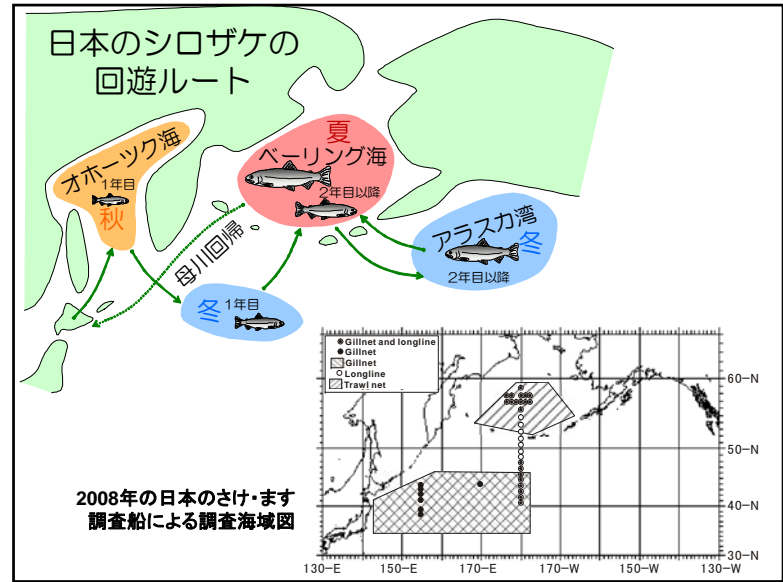 日本のシロザケの
回遊ルート
オホーツク海
1年目
秋
夏
ベーリング海
2年目以降
アラスカ湾
冬
2年目以降
母川回帰
冬
1年目
Gillnet and longline
Gillnet
Gillnet
Longline
Trawl net
60-N
50-N
40-N
30-N
130-E
150-E
170-E
170-W
150-W
130-W
2008年の日本のさけ・ます
調査船による調査海域図